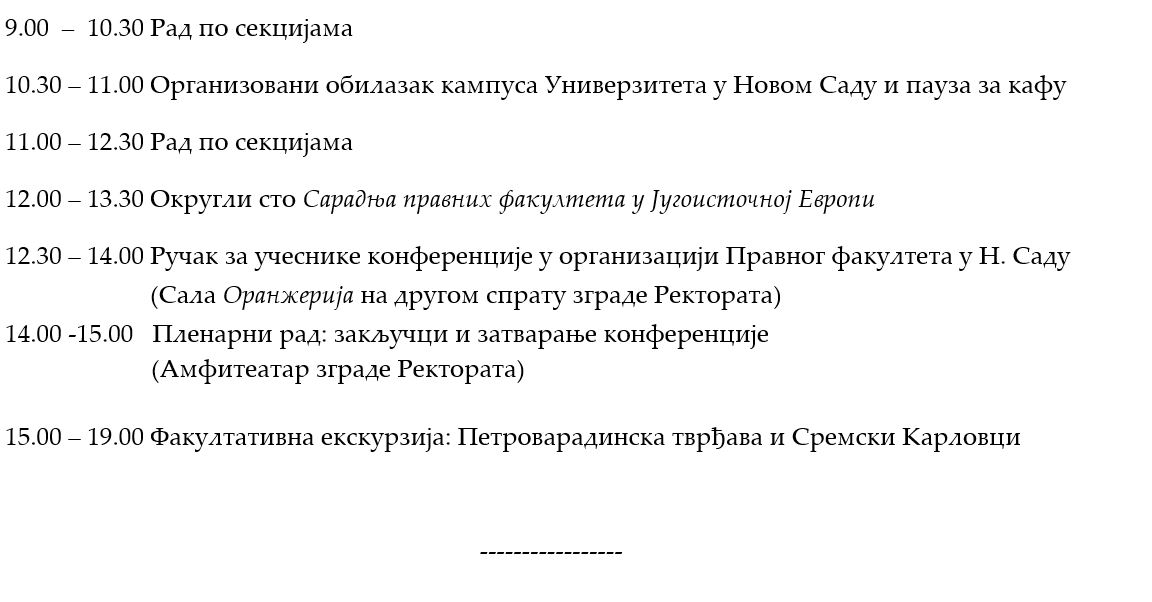 9.00 – 10.30 Рад по секцијама
10.30 – 11.00 Организовани обилазак кампуса Универзитета у Новом Саду и пауза за кафу
11.00 – 12.30 Рад по секцијама
12.00 – 13.30 Округли сто Сарадња правних факултета у Југоисточној Европи
12.30 – 14.00 Ручак за учеснике конференције у организацији Правног факултета у Н. Саду
(Сала Оранжерија на другом спрату зграде Ректората)
14.00 -15.00 Пленарни рад: закључци и затварање конференције
(Амфитеатар зграде Ректората)
15.00 – 19.00 Факултативна екскурзија: Петроварадинска тврђава и Сремски Карловци
-----------------